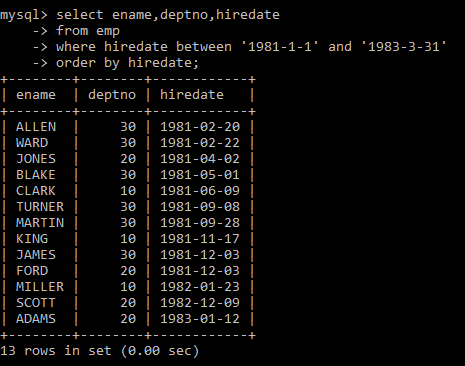 mysql> select ename,deptno,hiredate
    -> from emp
    -> where hiredate between '1981-1-1' and '1983-3-31'
    -> order by hiredate;
+--------+--------+------------+
| ename  | deptno | hiredate   |
+--------+--------+------------+
| ALLEN  |     30 | 1981-02-20 |
| WARD   |     30 | 1981-02-22 |
| JONES  |     20 | 1981-04-02 |
| BLAKE  |     30 | 1981-05-01 |
| CLARK  |     10 | 1981-06-09 |
| TURNER |     30 | 1981-09-08 |
| MARTIN |     30 | 1981-09-28 |
| KING   |     10 | 1981-11-17 |
| JAMES  |     30 | 1981-12-03 |
| FORD   |     20 | 1981-12-03 |
| MILLER |     10 | 1982-01-23 |
| SCOTT  |     20 | 1982-12-09 |
| ADAMS  |     20 | 1983-01-12 |
+--------+--------+------------+
13 rows in set (0.00 sec)